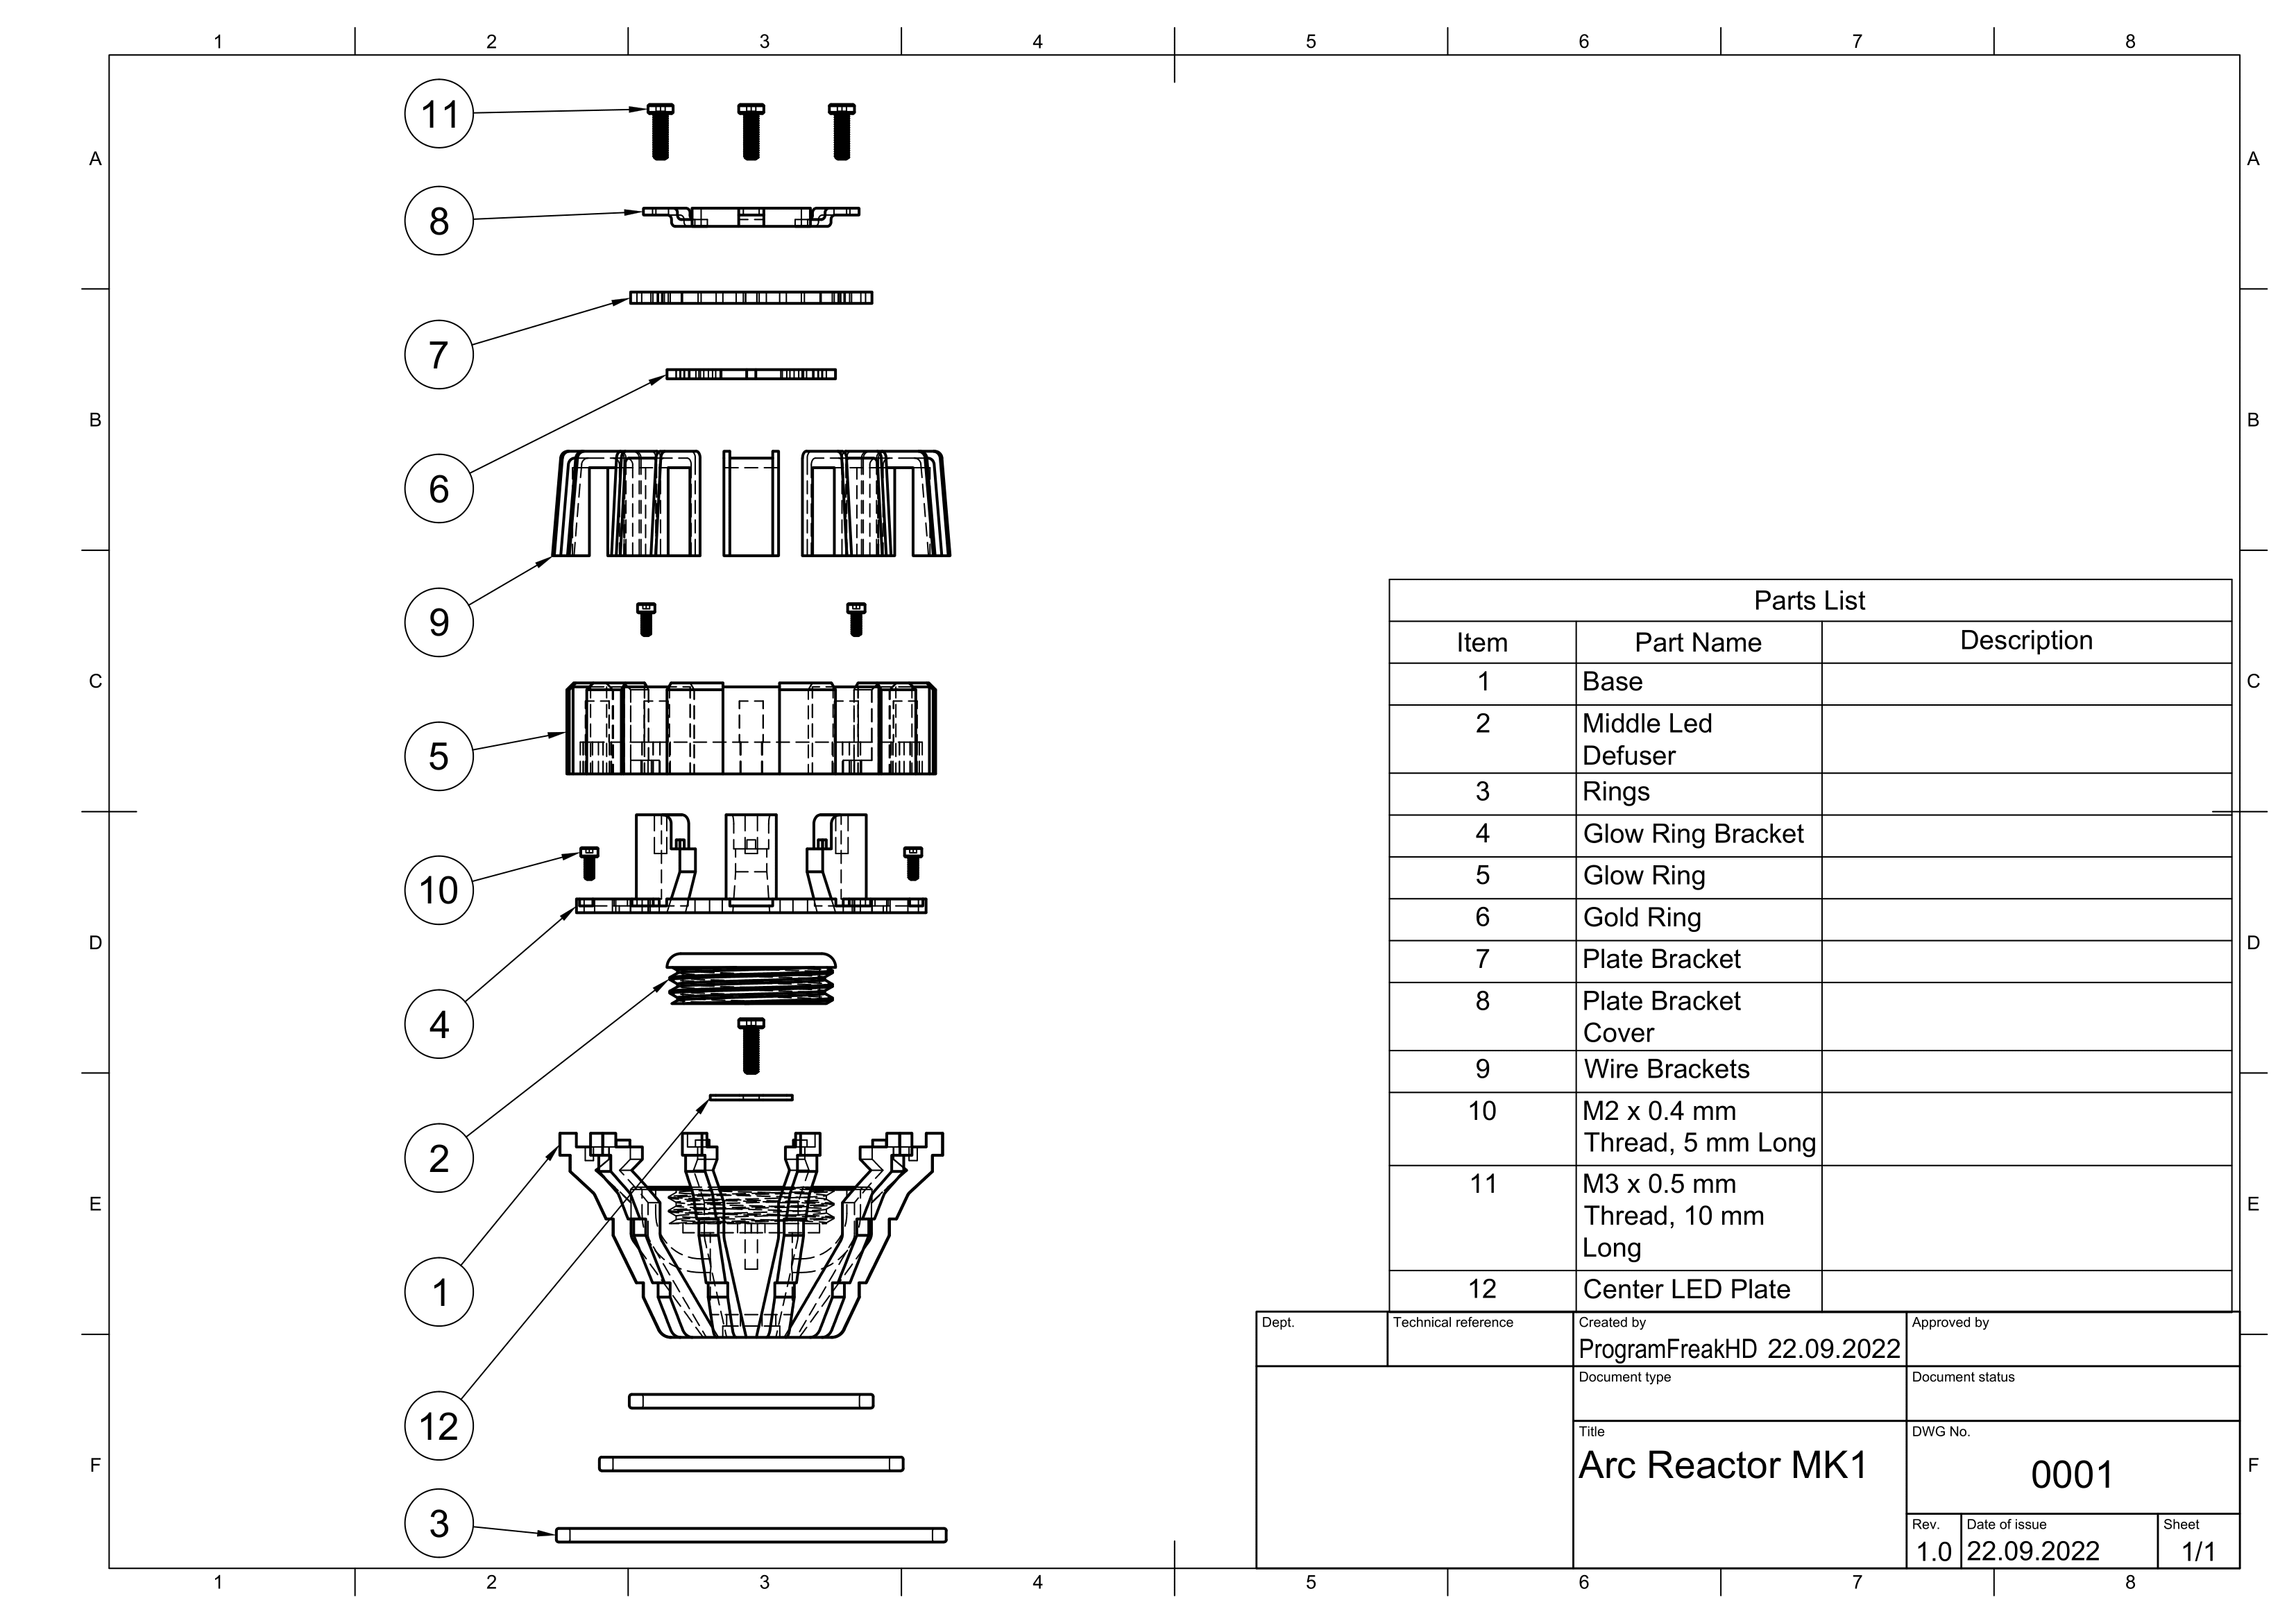 1 2 3 4 5 6 7 8
A A
B B
C C
D D
E E
F F
11
8
7
6
9
5
10
4
2
1
12
3
Parts List
Item Part Name Description
1 Base
2 Middle Led
Defuser
3 Rings
4 Glow Ring Bracket
5 Glow Ring
6 Gold Ring
7 Plate Bracket
8 Plate Bracket
Cover
9 Wire Brackets
10 M2 x 0.4 mm
Thread, 5 mm Long
11 M3 x 0.5 mm
Thread, 10 mm
Long
12 Center LED Plate
Dept. Technical reference Created by Approved by
ProgramFreakHD 22.09.2022
Document type Document status
Title DWG No.
Arc Reactor MK1 0001
Rev. Date of issue Sheet
1.0 22.09.2022 1/1
1 2 3 4 5 6 7 8